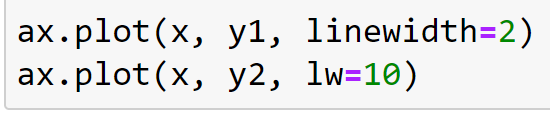 ax.plot(x, y1, linewidth=2)
ax.plot(x, y2, lw=10)